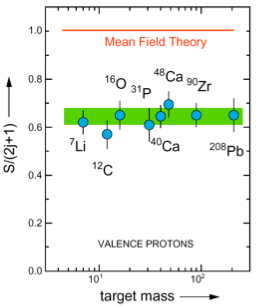 1.0
Mean Field Theory
0.8
¹⁶O ³¹P ⁴⁸Ca ⁹⁰Zr
0.6
⁷Li ¹²C ⁴⁰Ca ²⁰⁸Pb
0.4
0.2
VALENCE PROTONS
0.0
10¹ 10²
target mass
S/(2j+1)